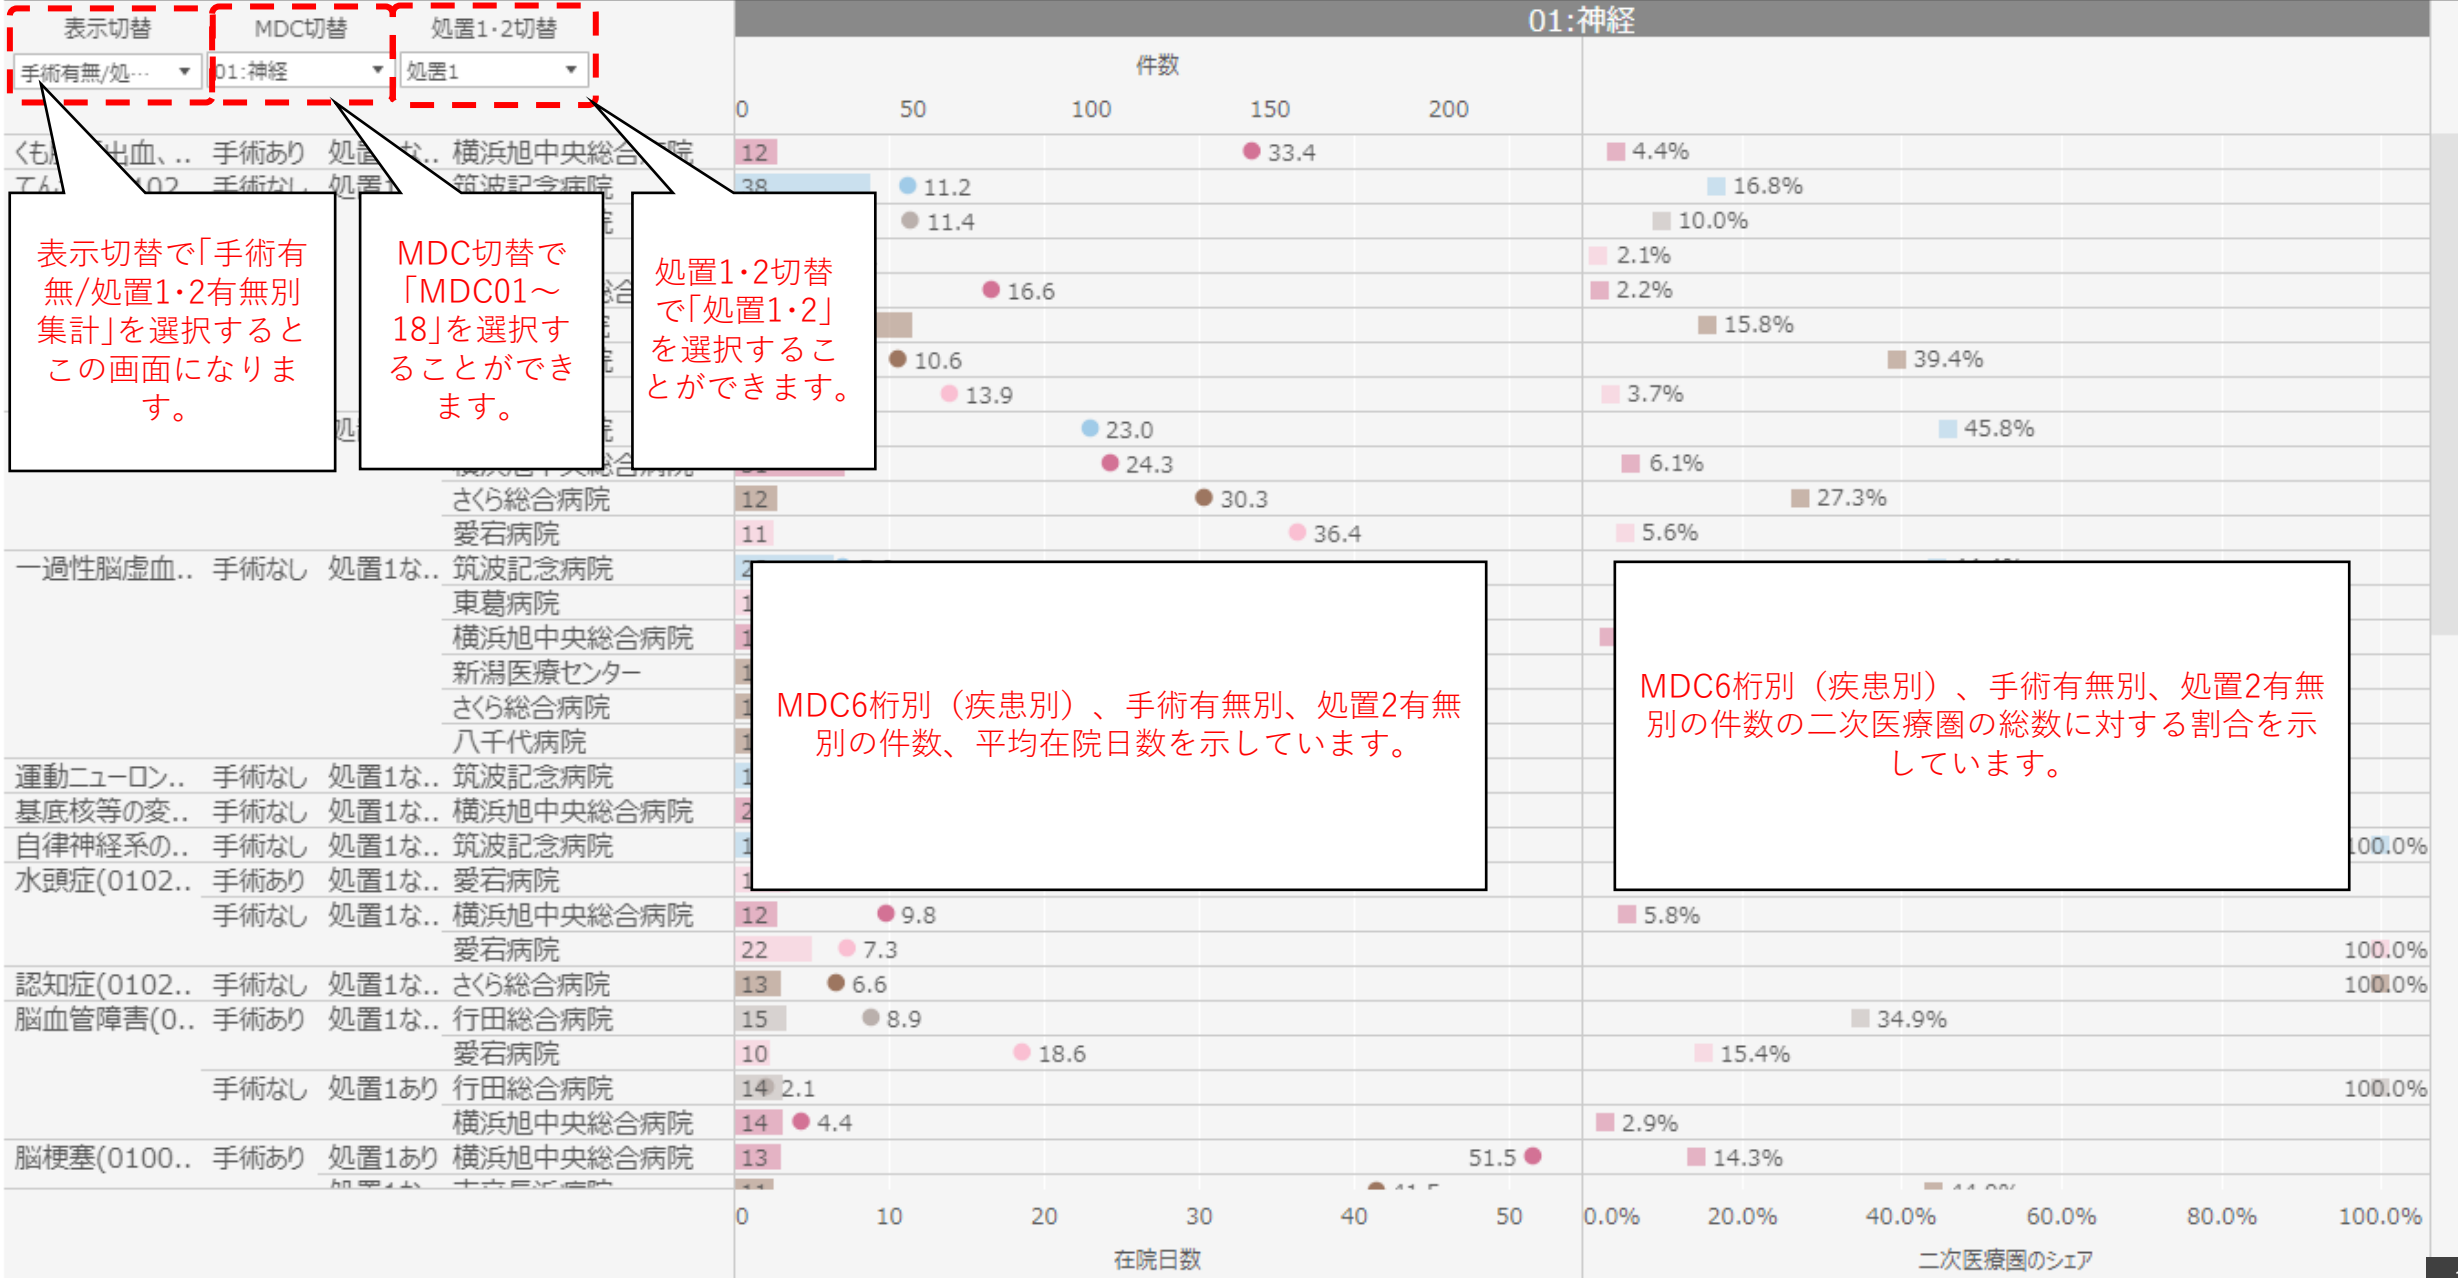 表示切替
MDC切替
処置1・2切替
手術有無/処…
01:神経
処置1
01:神経
件数
0 50 100 150 200
手術あり 横浜旭中央総合病院 12 33.4 4.4%
手術なし 筑波記念病院 38 11.2 16.8%
11.4 10.0%
2.1%
16.6 2.2%
15.8%
10.6 39.4%
13.9 3.7%
23.0 45.8%
24.3 6.1%
さくら総合病院 12 30.3 27.3%
愛宕病院 11 36.4 5.6%
一過性脳虚血.. 手術なし 処置1な.. 筑波記念病院
東葛病院
横浜旭中央総合病院
新潟医療センター
さくら総合病院
八千代病院
運動ニューロン.. 手術なし 処置1な.. 筑波記念病院
基底核等の変.. 手術なし 処置1な.. 横浜旭中央総合病院
自律神経系の.. 手術なし 処置1な.. 筑波記念病院 100.0%
水頭症(0102.. 手術あり 処置1な.. 愛宕病院
手術なし 処置1な.. 横浜旭中央総合病院 12 9.8 5.8%
愛宕病院 22 7.3 100.0%
認知症(0102.. 手術なし 処置1な.. さくら総合病院 13 6.6 100.0%
脳血管障害(0.. 手術あり 処置1な.. 行田総合病院 15 8.9 34.9%
愛宕病院 10 18.6 15.4%
手術なし 処置1あり 行田総合病院 14 2.1 100.0%
横浜旭中央総合病院 14 4.4 2.9%
脳梗塞(0100.. 手術あり 処置1あり 横浜旭中央総合病院 13 51.5 14.3%
0 10 20 30 40 50 0.0% 20.0% 40.0% 60.0% 80.0% 100.0%
在院日数
二次医療圏のシェア
表示切替で｢手術有
無/処置1・2有無別
集計｣を選択すると
この画面になりま
す。
MDC切替で
｢MDC01～
18｣を選択す
ることができ
ます。
処置1・2切替
で｢処置1・2｣
を選択するこ
とができます。
MDC6桁別（疾患別）、手術有無別、処置2有無
別の件数、平均在院日数を示しています。
MDC6桁別（疾患別）、手術有無別、処置2有無
別の件数の二次医療圏の総数に対する割合を示
しています。